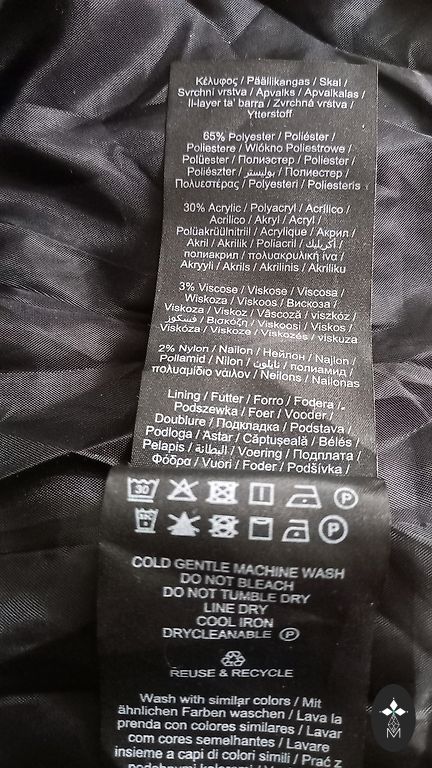 Κέλυφος / Päällikangas / Skal /
Svrchní vrstva / Apvalks / Apvalkalas /
Il-layer ta' barra / Zvrchná vrstva /
Ytterstoff
65% Polyester / Poliéster /
Poliestere / Włókno Poliestrowe /
Polüester / Полиэстер / Poliester /
Poliészter / بوليستر / Полиестер /
Πολυεστέρας / Polyesteri / Poliesteris
30% Acrylic / Polyacryl / Acrílico /
Acrilico / Akryl / Acryl /
Polüakrüülnitriil / Acrylique / Акрил /
Akril / Akrilik / Poliacril / أكريليك /
полиакрил / πολυακρυλική ίνα /
Akryyli / Akrils / Akrilinis / Akriliku
3% Viscose / Viskose / Viscosa /
Wiskoza / Viskoos / Вискоза /
Viskoza / Viskoz / Vâscoză / viszkóz /
فسكوز / Βισκόζη / Viskoosi / Viskos /
Viskóza / Viskoze / Viskozės / viskuza
2% Nylon / Nailon / Нейлон / Najlon /
Poliamid / Nilon / نايلون / полиамид /
πολυαμίδιο νάιλον / Neilons / Nailonas
Lining / Futter / Forro / Fodera /
Podszewka / Foer / Vooder /
Doublure / Подкладка / Podstava /
Podloga / Astar / Căptușeală / Bélés /
Pelapis / البطانة / Voering / Подплата /
Φόδρα / Vuori / Foder / Podšívka /
30 P
P
COLD GENTLE MACHINE WASH
DO NOT BLEACH
DO NOT TUMBLE DRY
LINE DRY
COOL IRON
DRYCLEANABLE P
REUSE & RECYCLE
Wash with similar colors / Mit
ähnlichen Farben waschen / Lava la
prenda con colores similares / Lavar
com cores semelhantes / Lavare
insieme a capi di colori simili / Prać z
M